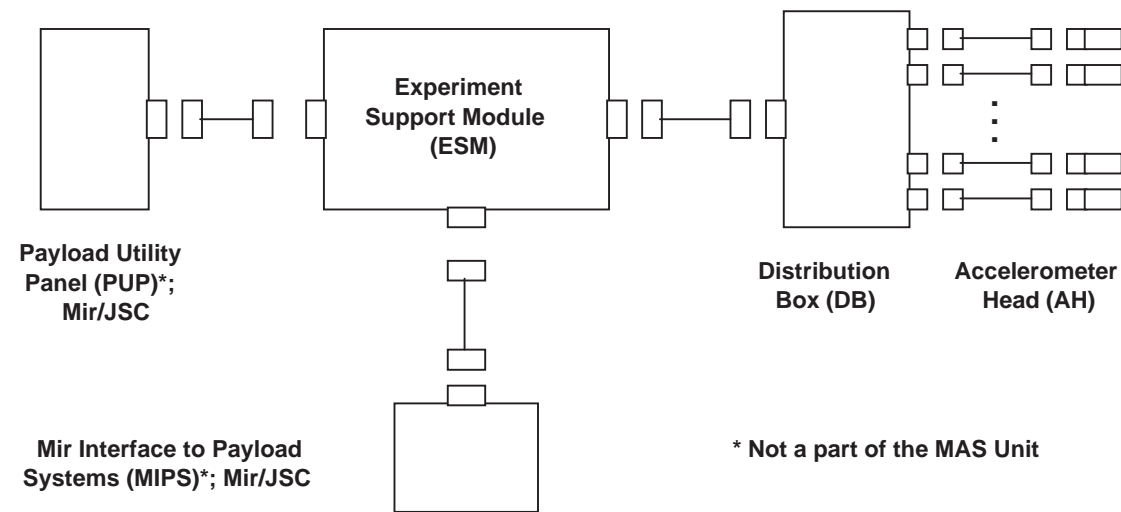 Experiment
Support Module
(ESM)
Payload Utility
Panel (PUP)*;
Mir/JSC
Distribution
Box (DB)
Accelerometer
Head (AH)
Mir Interface to Payload
Systems (MIPS)*; Mir/JSC
* Not a part of the MAS Unit